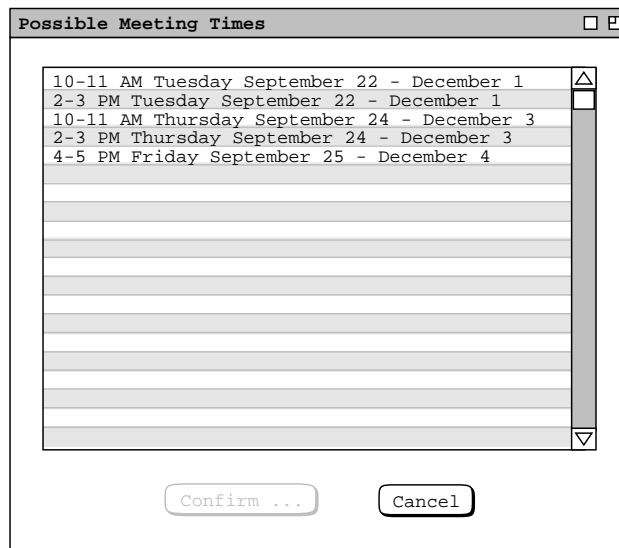 Possible Meeting Times
10-11 AM Tuesday September 22 - December 1
2-3 PM Tuesday September 22 - December 1
10-11 AM Thursday September 24 - December 3
2-3 PM Thursday September 24 - December 3
4-5 PM Friday September 25 - December 4
Confirm ...
Cancel